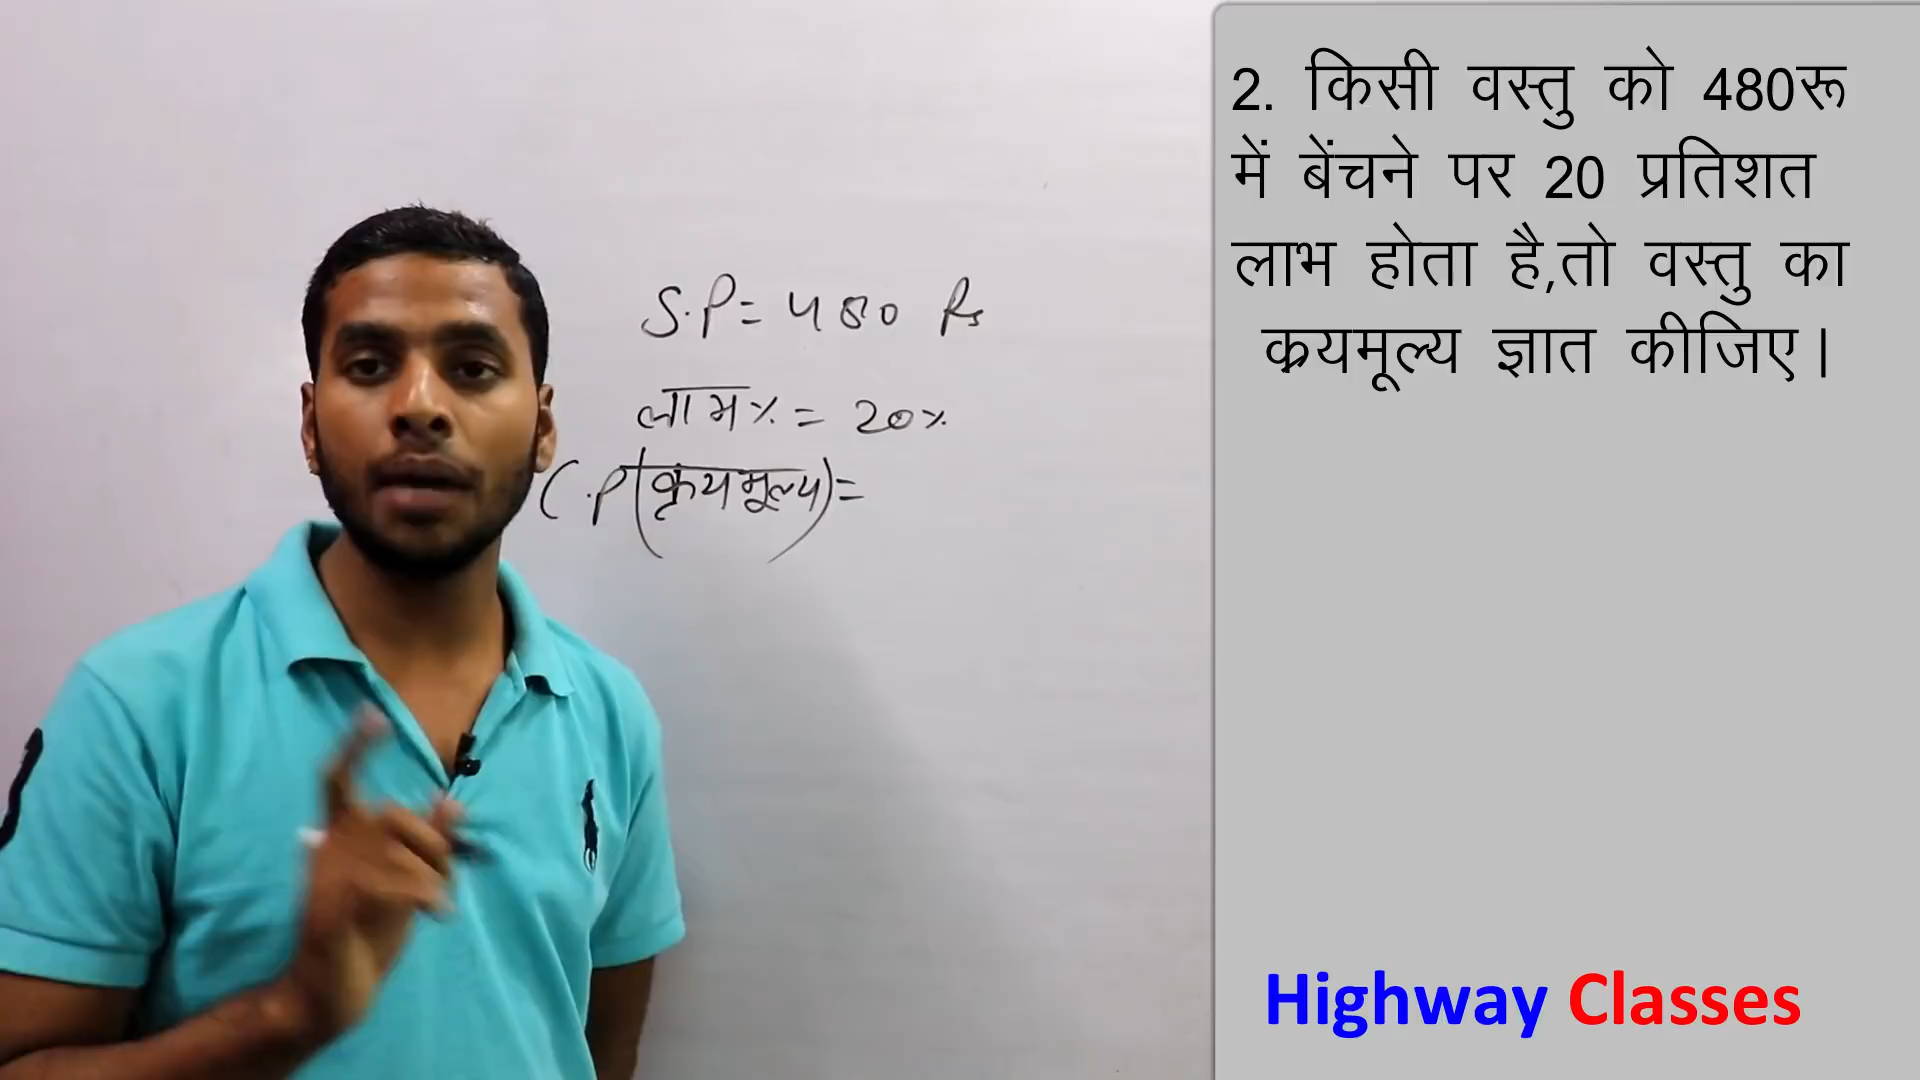 S.P = 480 Rs
लाभ% = 20%
C.P (क्रयमूल्य) =
2. किसी वस्तु को 480रू
में बेंचने पर 20 प्रतिशत
लाभ होता है,तो वस्तु का
क्रयमूल्य ज्ञात कीजिए।
Highway Classes